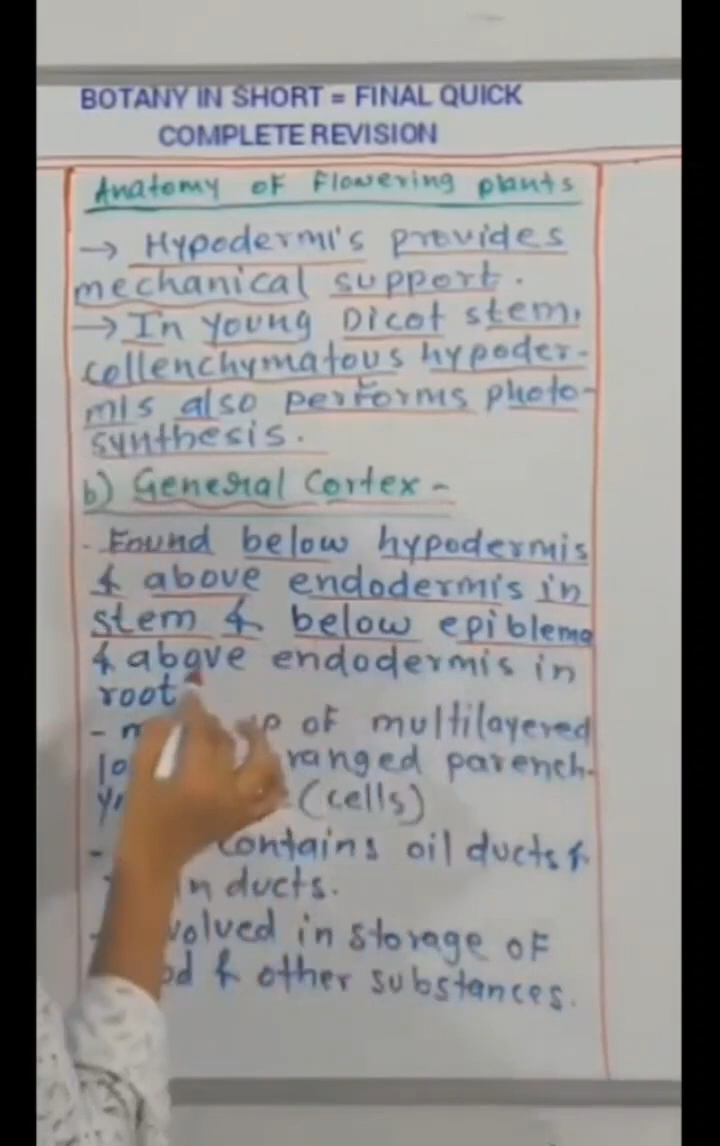 BOTANY IN SHORT = FINAL QUICK
COMPLETE REVISION
Anatomy of Flowering plants
→ Hypodermis provides
mechanical support.
→ In young Dicot stem,
collenchymatous hypoder-
mis also performs photo-
synthesis.
b) General Cortex -
- Found below hypodermis
& above endodermis in
stem & below epiblema
& above endodermis in
root
- of multilayered
parench-
(cells)
- contains oil ducts &
ducts.
in storage of
& other substances.